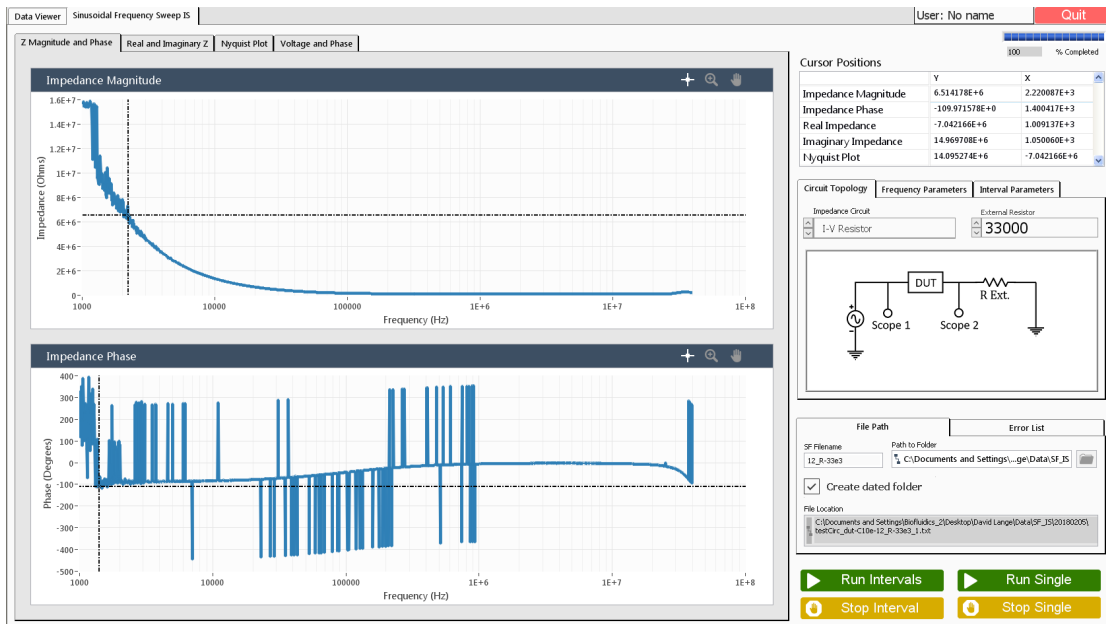 Data Viewer
Sinusoidal Frequency Sweep IS
User: No name
Quit
Z Magnitude and Phase
Real and Imaginary Z
Nyquist Plot
Voltage and Phase
100
% Completed
Impedance Magnitude
1.6E+7
1.4E+7
1.2E+7
1E+7
8E+6
6E+6
4E+6
2E+6
0
Impedance (Ohms)
1000
10000
100000
1E+6
1E+7
1E+8
Frequency (Hz)
Impedance Phase
400
300
200
100
0
-100
-200
-300
-400
-500
Phase (Degrees)
1000
10000
100000
1E+6
1E+7
1E+8
Frequency (Hz)
Cursor Positions
Y X
Impedance Magnitude 6.514178E+6 2.220087E+3
Impedance Phase -109.971578E+0 1.400417E+3
Real Impedance -7.042166E+6 1.009137E+3
Imaginary Impedance 14.969708E+6 1.050060E+3
Nyquist Plot 14.095274E+6 -7.042166E+6
Circuit Topology
Frequency Parameters
Interval Parameters
Impedance Circuit
I-V Resistor
External Resistor
33000
DUT
R Ext.
+
-
Scope 1
Scope 2
File Path
Error List
SF Filename
12_R-33e3
Path to Folder
C:\Documents and Settings\...ge\Data\SF_IS
Create dated folder
File Location
C:\Documents and Settings\Biofluidics_2\Desktop\David Lange\Data\SF_IS\20180205\
testCirc_dut-C10e-12_R-33e3_1.txt
Run Intervals
Run Single
Stop Interval
Stop Single